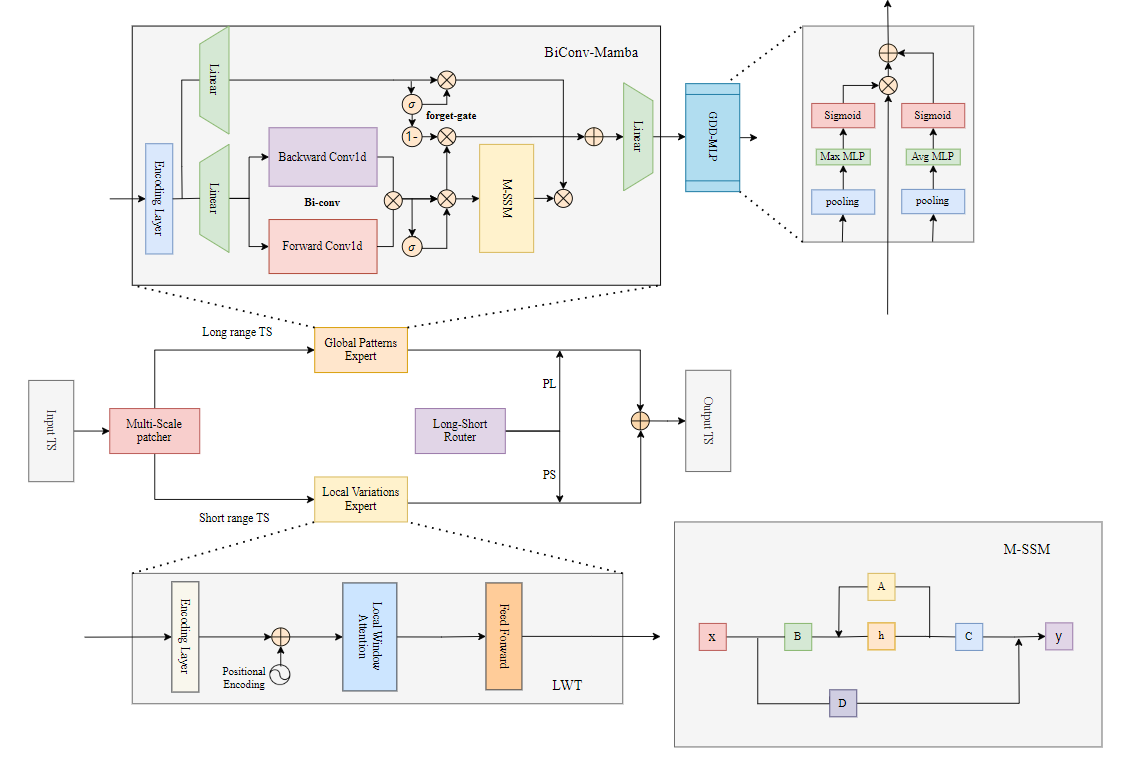 BiConv-Mamba
Linear
σ
forget-gate
1-
Encoding Layer
Linear
Backward Conv1d
Bi-conv
Forward Conv1d
σ
M-SSM
Linear
GDD-MLP
Sigmoid
Sigmoid
Max MLP
Avg MLP
pooling
pooling
Long range TS
Global Patterns
Expert
PL
Input TS
Multi-Scale
patcher
Long-Short
Router
Output TS
PS
Local Variations
Expert
Short range TS
Encoding Layer
Positional
Encoding
Local Window
Attention
Feed Forward
LWT
M-SSM
A
x
B
h
C
y
D